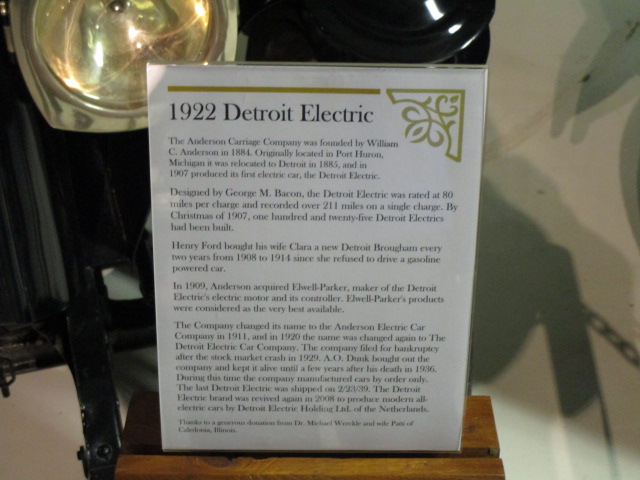 1922 Detroit Electric
The Anderson Carriage Company was founded by William
C. Anderson in 1884. Originally located in Port Huron,
Michigan it was relocated to Detroit in 1885, and in
1907 produced its first electric car, the Detroit Electric.
Designed by George M. Bacon, the Detroit Electric was rated at 80
miles per charge and recorded over 211 miles on a single charge. By
Christmas of 1907, one hundred and twenty-five Detroit Electrics
had been built.
Henry Ford bought his wife Clara a new Detroit Brougham every
two years from 1908 to 1914 since she refused to drive a gasoline
powered car.
In 1909, Anderson acquired Elwell-Parker, maker of the Detroit
Electric's electric motor and its controller. Elwell-Parker's products
were considered as the very best available.
The Company changed its name to the Anderson Electric Car
Company in 1911, and in 1920 the name was changed again to The
Detroit Electric Car Company. The company filed for bankruptcy
after the stock market crash in 1929. A.O. Dunk bought out the
company and kept it alive until a few years after his death in 1936.
During this time the company manufactured cars by order only.
The last Detroit Electric was shipped on 2/23/39. The Detroit
Electric brand was revived again in 2008 to produce modern all-
electric cars by Detroit Electric Holding Ltd. of the Netherlands.
Thanks to a generous donation from Dr. Michael Wreckle and wife Patti of
Caledonia, Illinois.